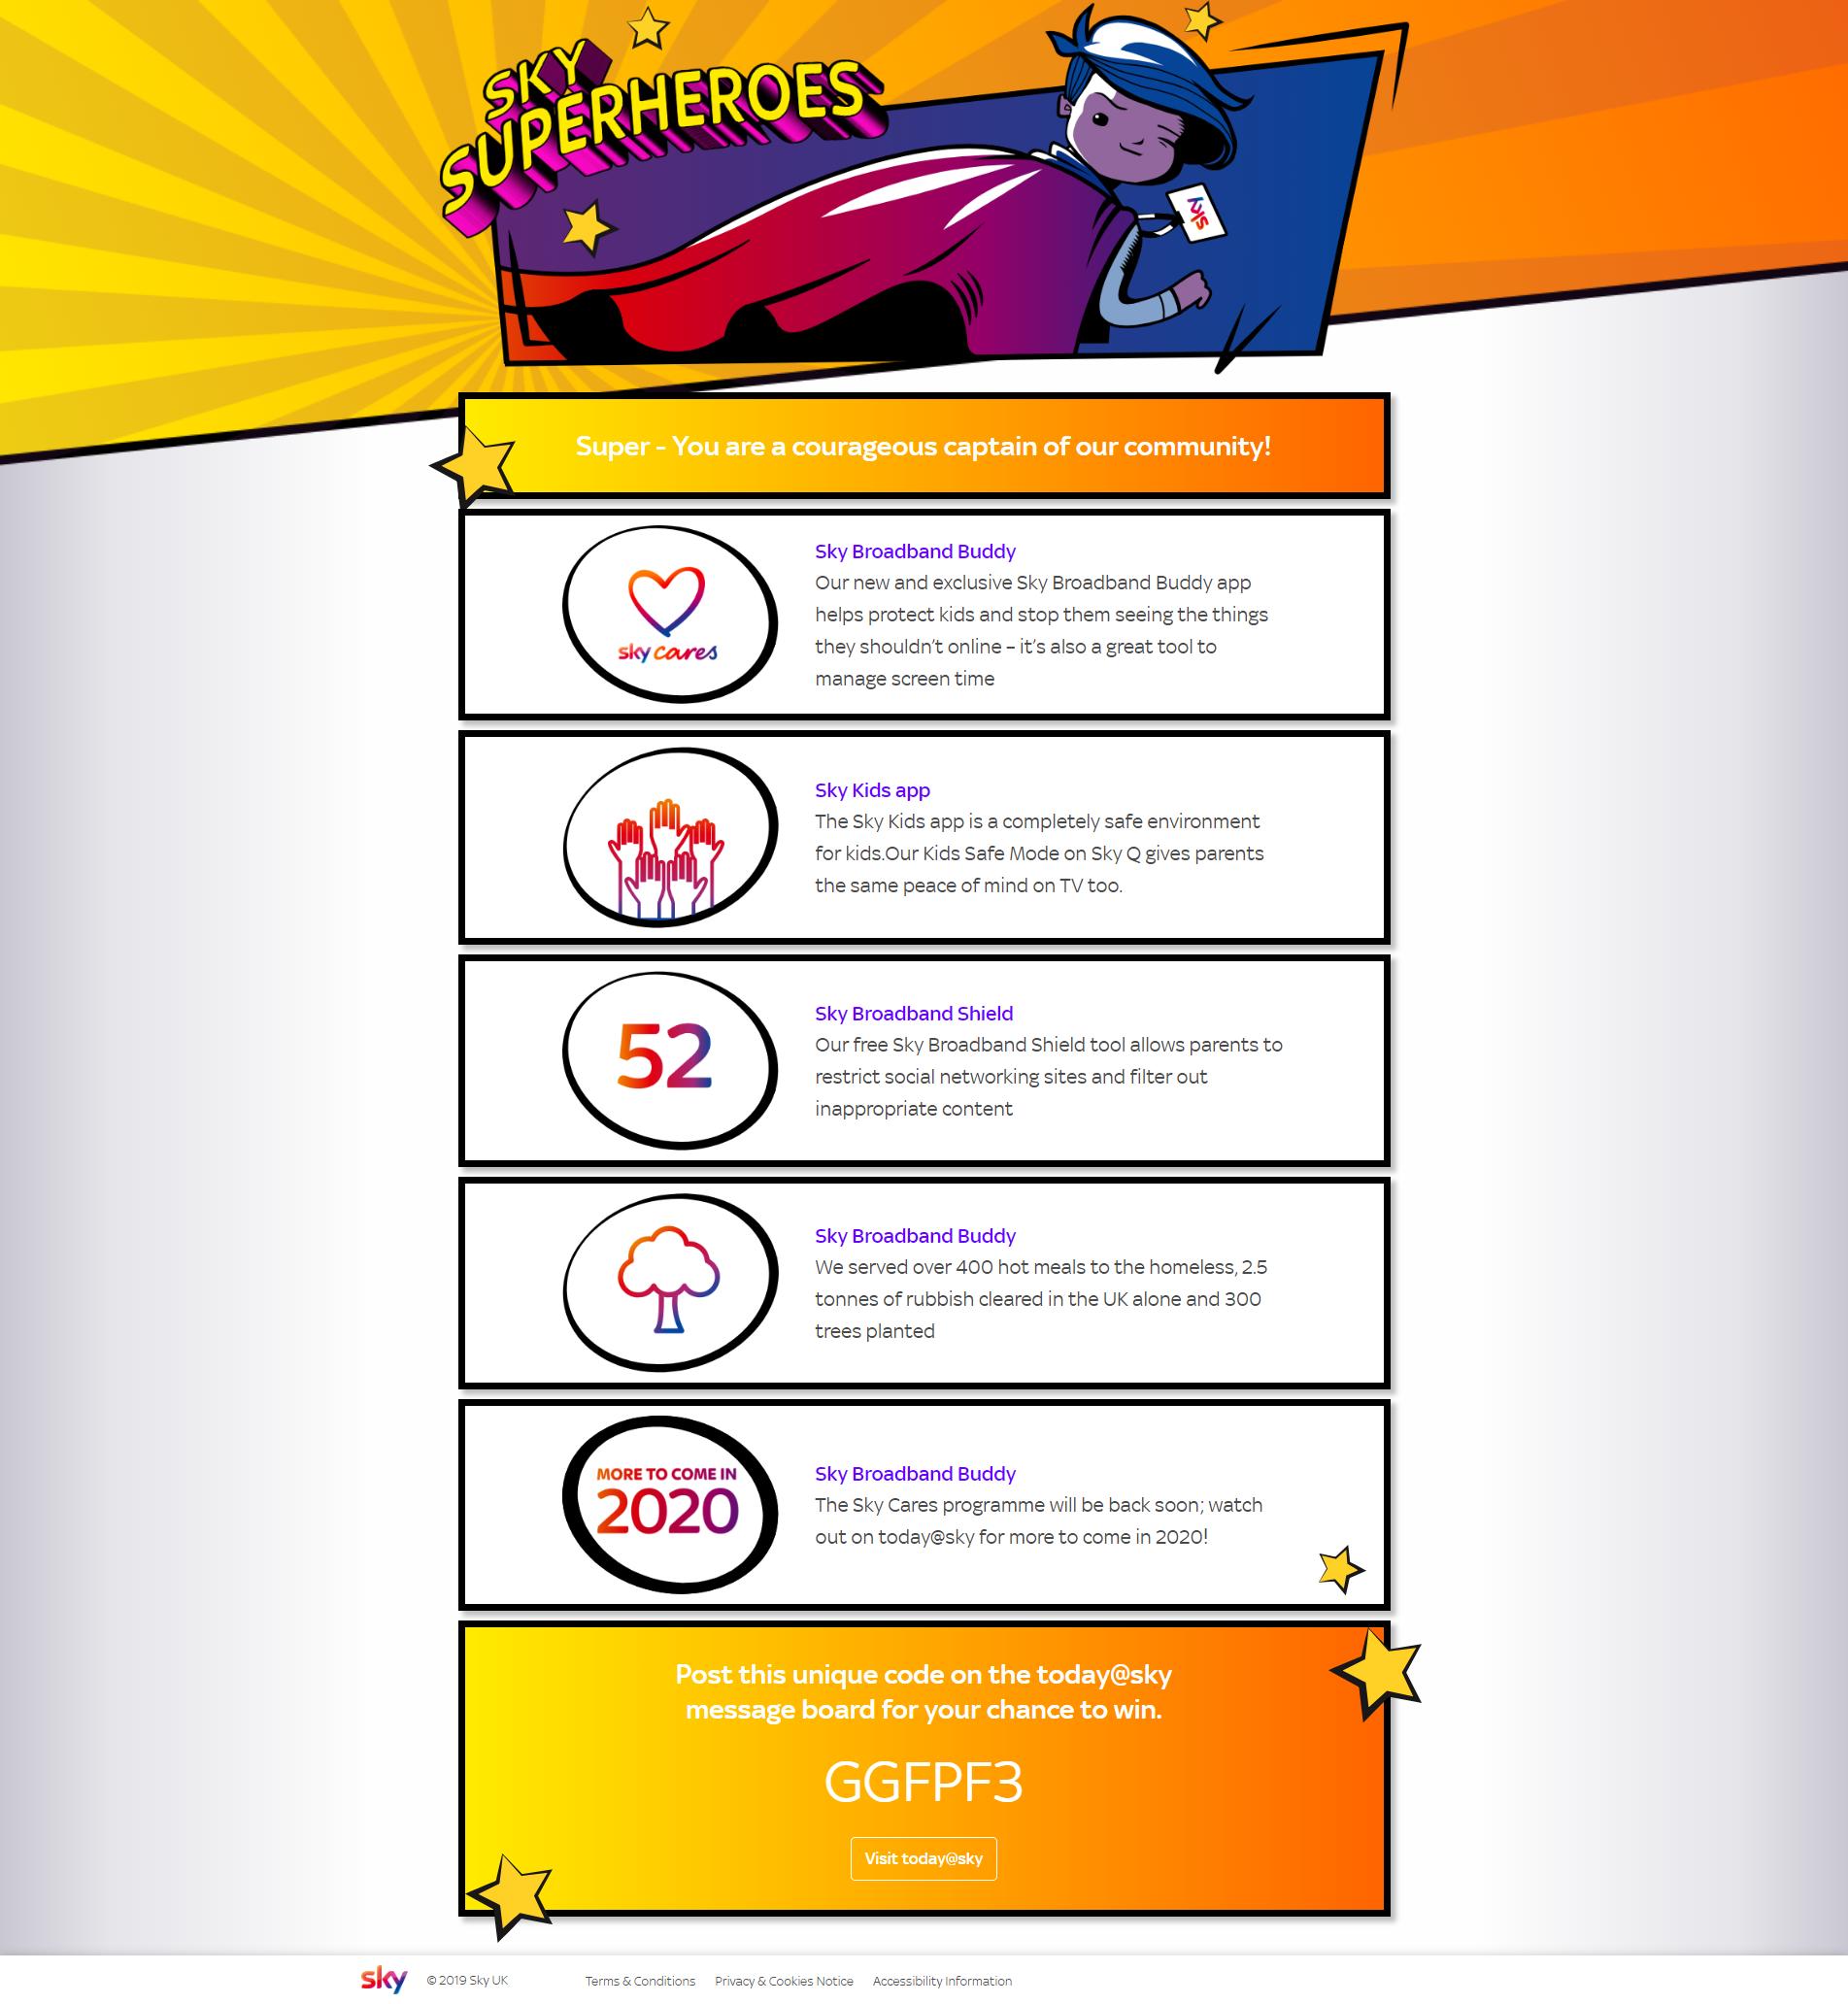 SKY
SUPERHEROES
sky
Super - You are a courageous captain of our community!
sky cares
Sky Broadband Buddy
Our new and exclusive Sky Broadband Buddy app
helps protect kids and stop them seeing the things
they shouldn’t online – it’s also a great tool to
manage screen time
Sky Kids app
The Sky Kids app is a completely safe environment
for kids.Our Kids Safe Mode on Sky Q gives parents
the same peace of mind on TV too.
52
Sky Broadband Shield
Our free Sky Broadband Shield tool allows parents to
restrict social networking sites and filter out
inappropriate content
Sky Broadband Buddy
We served over 400 hot meals to the homeless, 2.5
tonnes of rubbish cleared in the UK alone and 300
trees planted
MORE TO COME IN
2020
Sky Broadband Buddy
The Sky Cares programme will be back soon; watch
out on today@sky for more to come in 2020!
Post this unique code on the today@sky
message board for your chance to win.
GGFPF3
Visit today@sky
sky © 2019 Sky UK Terms & Conditions Privacy & Cookies Notice Accessibility Information